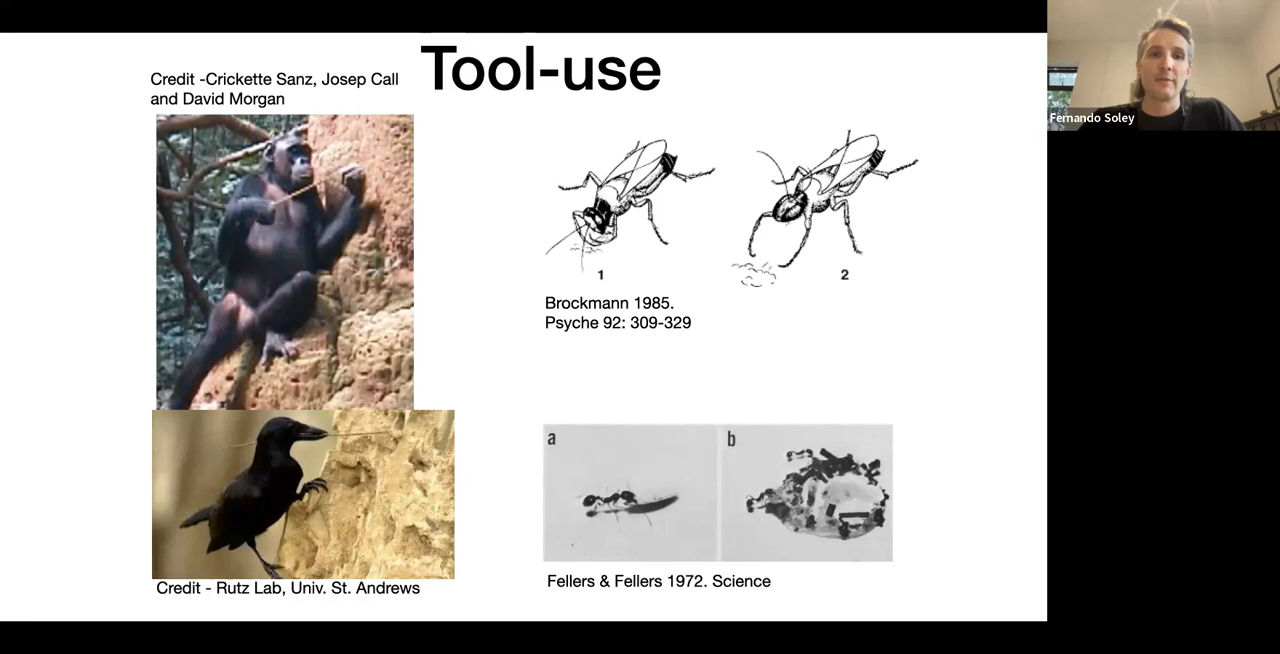 Tool-use
Credit -Crickette Sanz, Josep Call
and David Morgan
Fernando Soley
1
2
Brockmann 1985.
Psyche 92: 309-329
a
b
Credit - Rutz Lab, Univ. St. Andrews
Fellers & Fellers 1972. Science